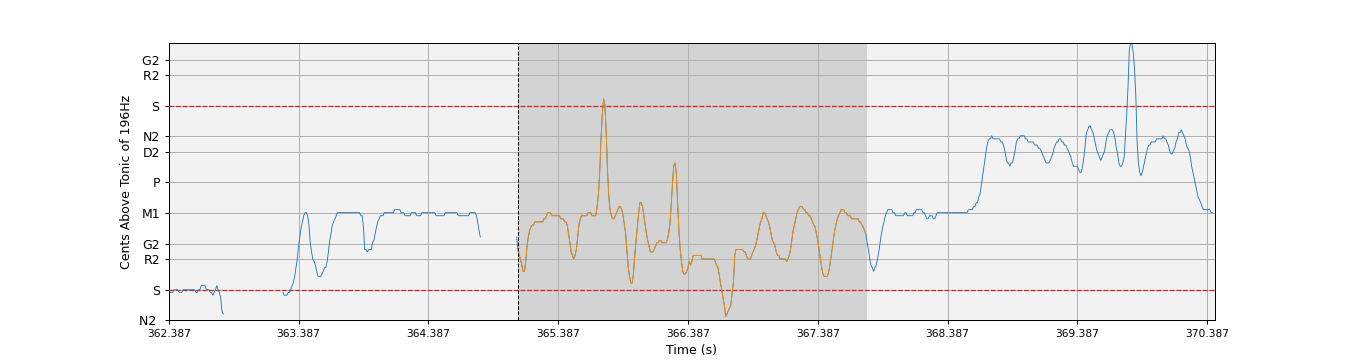 Cents Above Tonic of 196Hz
G2
R2
S
N2
D2
P
M1
G2
R2
S
N2
362.387 363.387 364.387 365.387 366.387 367.387 368.387 369.387 370.387
Time (s)